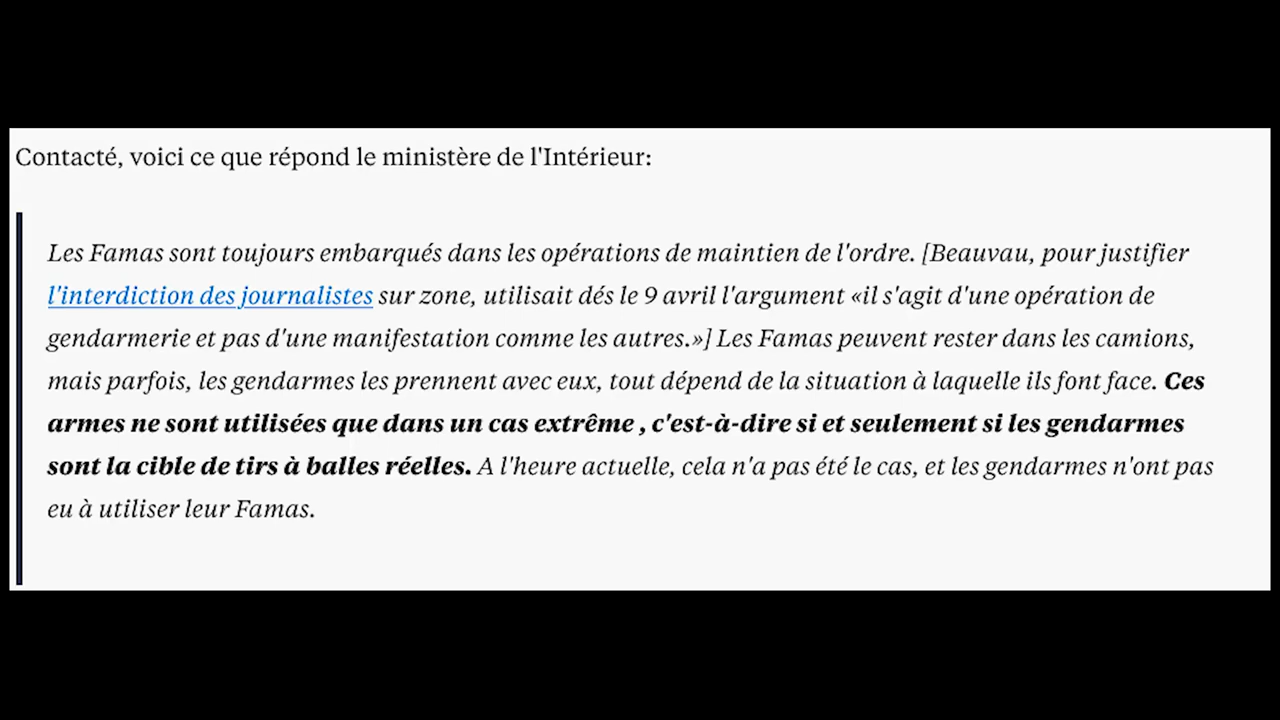 Contacté, voici ce que répond le ministère de l'Intérieur:
Les Famas sont toujours embarqués dans les opérations de maintien de l'ordre. [Beauvau, pour justifier
l'interdiction des journalistes sur zone, utilisait dés le 9 avril l'argument «il s'agit d'une opération de
gendarmerie et pas d'une manifestation comme les autres.»] Les Famas peuvent rester dans les camions,
mais parfois, les gendarmes les prennent avec eux, tout dépend de la situation à laquelle ils font face. Ces
armes ne sont utilisées que dans un cas extrême , c'est-à-dire si et seulement si les gendarmes
sont la cible de tirs à balles réelles. A l'heure actuelle, cela n'a pas été le cas, et les gendarmes n'ont pas
eu à utiliser leur Famas.